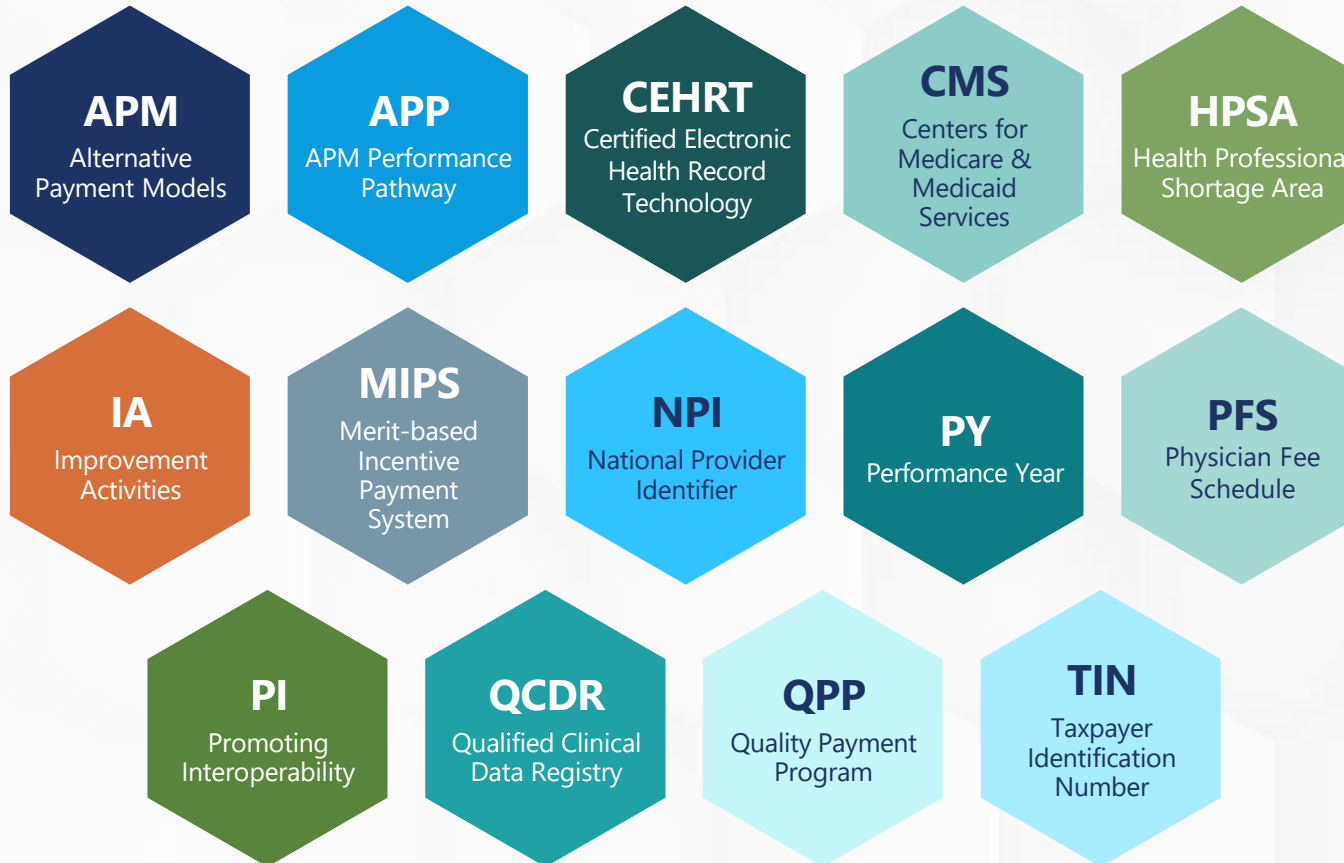 APM
Alternative
Payment Models
APP
APM Performance
Pathway
CEHRT
Certified Electronic
Health Record
Technology
CMS
Centers for
Medicare &
Medicaid
Services
HPSA
Health Professional
Shortage Area
IA
Improvement
Activities
MIPS
Merit-based
Incentive
Payment
System
NPI
National Provider
Identifier
PY
Performance Year
PFS
Physician Fee
Schedule
PI
Promoting
Interoperability
QCDR
Qualified Clinical
Data Registry
QPP
Quality Payment
Program
TIN
Taxpayer
Identification
Number